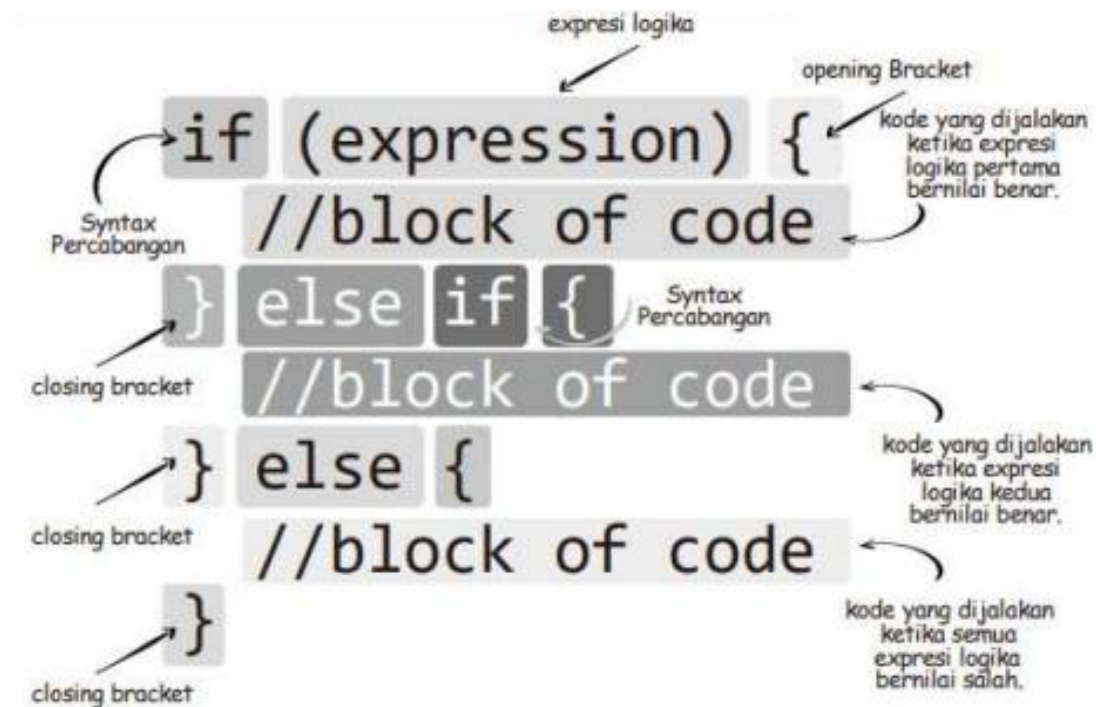 expresi logika
opening Bracket
if (expression) {
kode yang dijalakan
ketika expresi
logika pertama
bernilai benar.
Syntax
Percabangan
//block of code
} else if {
Syntax
Percabangan
closing bracket
//block of code
kode yang dijalakan
ketika expresi
logika kedua
bernilai benar.
} else {
closing bracket
//block of code
kode yang dijalakan
ketika semua
expresi logika
bernilai salah.
}
closing bracket